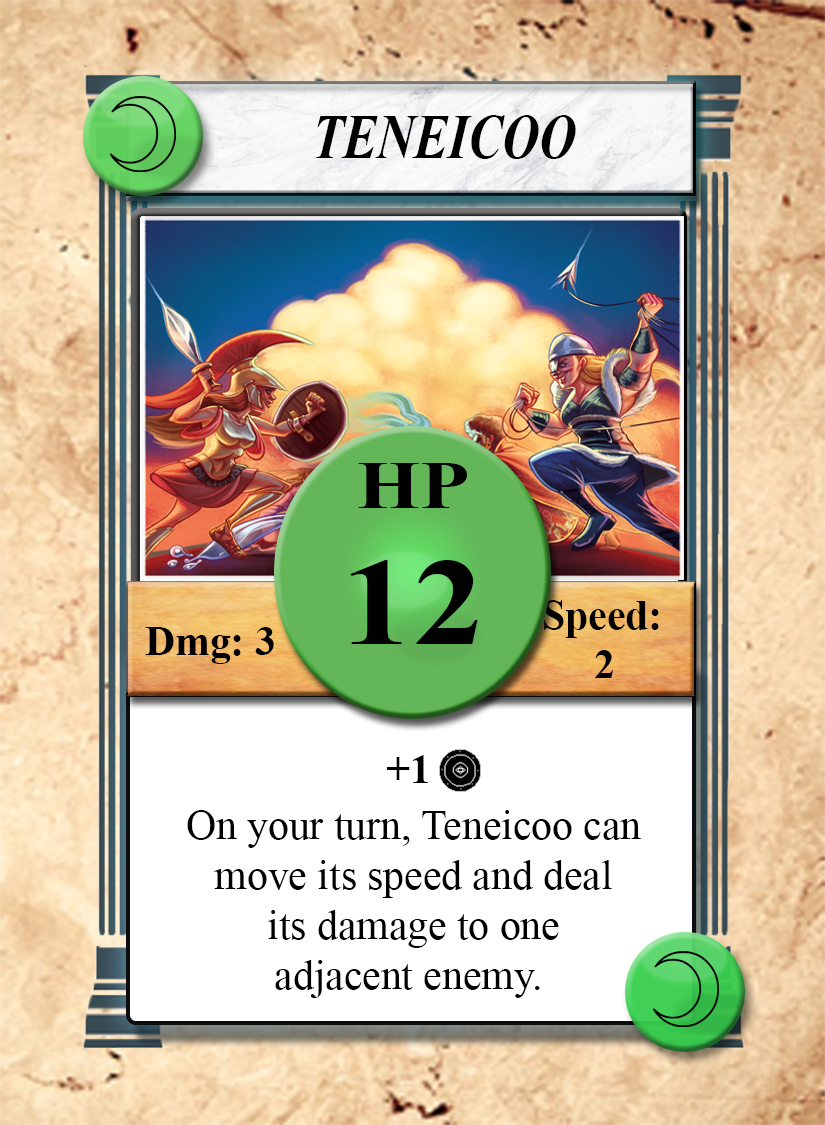 TENEICOO
HP
12
Dmg: 3
Speed:
2
+1
On your turn, Teneicoo can
move its speed and deal
its damage to one
adjacent enemy.